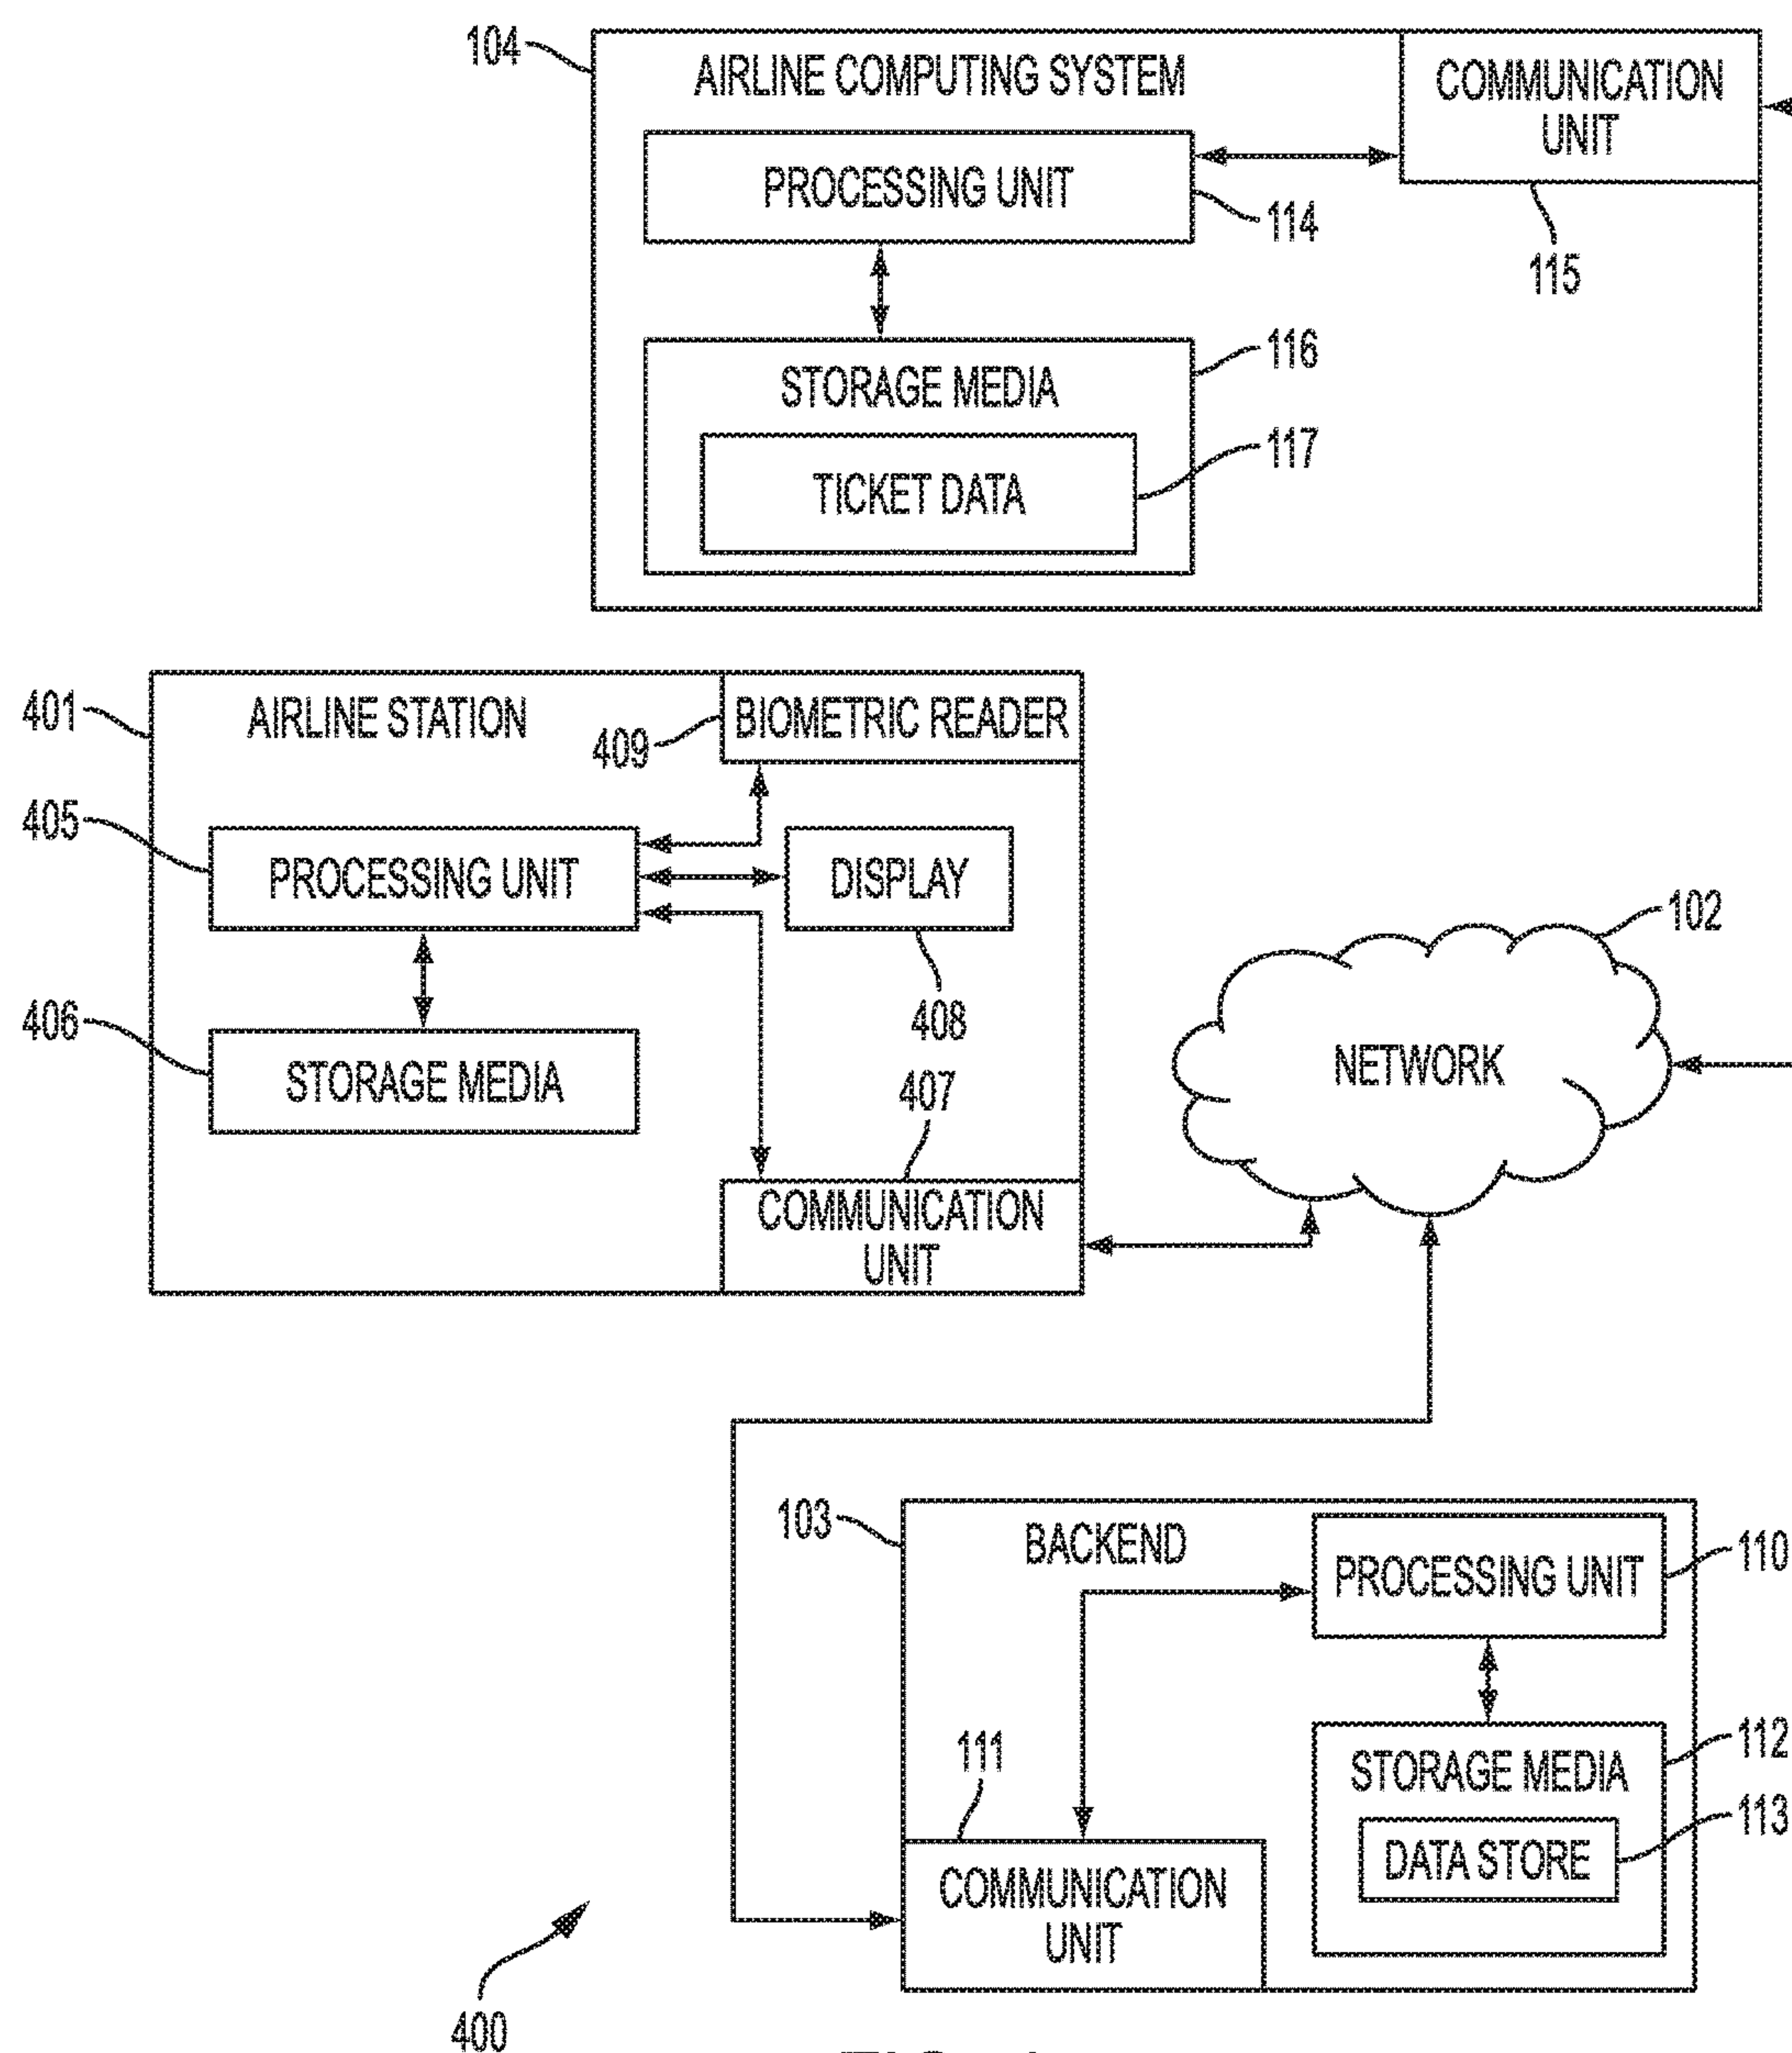 104
AIRLINE COMPUTING SYSTEM
COMMUNICATION
UNIT
PROCESSING UNIT
114
115
116
STORAGE MEDIA
117
TICKET DATA
401
AIRLINE STATION
BIOMETRIC READER
409
405
PROCESSING UNIT
DISPLAY
102
406
408
STORAGE MEDIA
NETWORK
407
COMMUNICATION
UNIT
103
BACKEND
PROCESSING UNIT
110
111
112
STORAGE MEDIA
113
DATA STORE
COMMUNICATION
UNIT
400